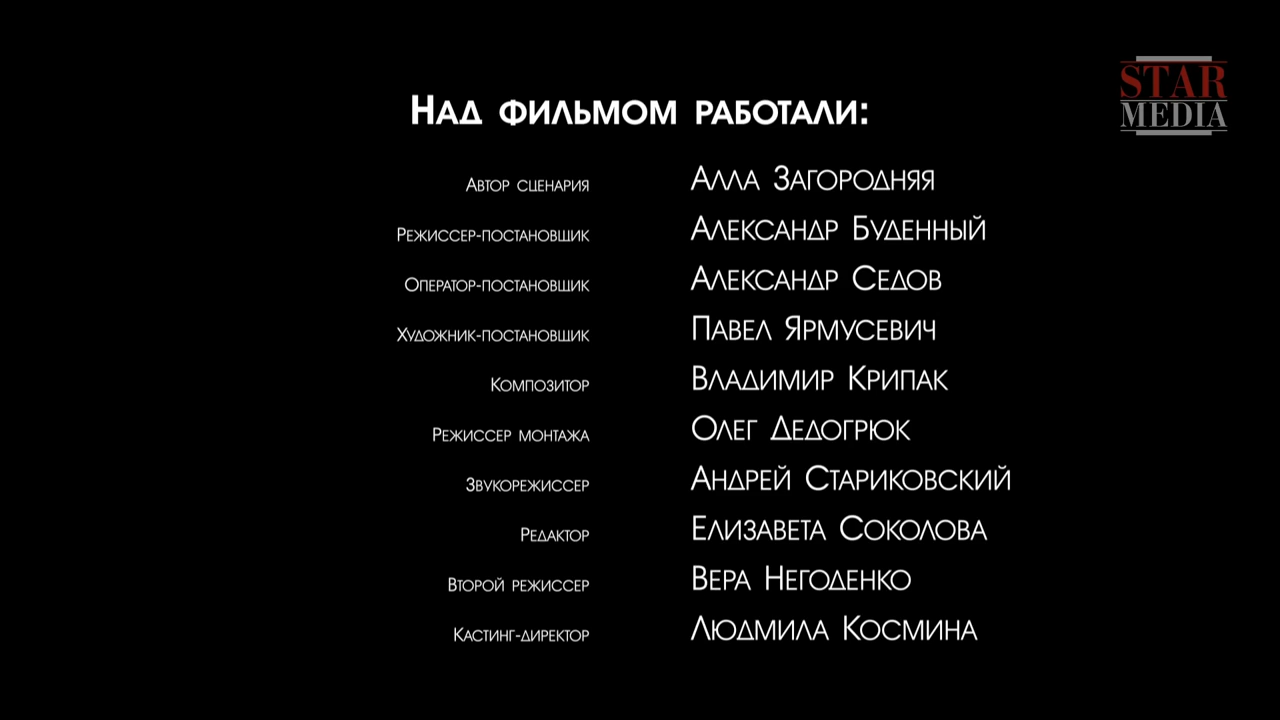 Над фильмом работали:
STAR
MEDIA
Автор сценария Алла Загородняя
Режиссер-постановщик Александр Буденный
Оператор-постановщик Александр Седов
Художник-постановщик Павел Ярмусевич
Композитор Владимир Крипак
Режиссер монтажа Олег Дедогрюк
Звукорежиссер Андрей Стариковский
Редактор Елизавета Соколова
Второй режиссер Вера Негоденко
Кастинг-директор Людмила Космина